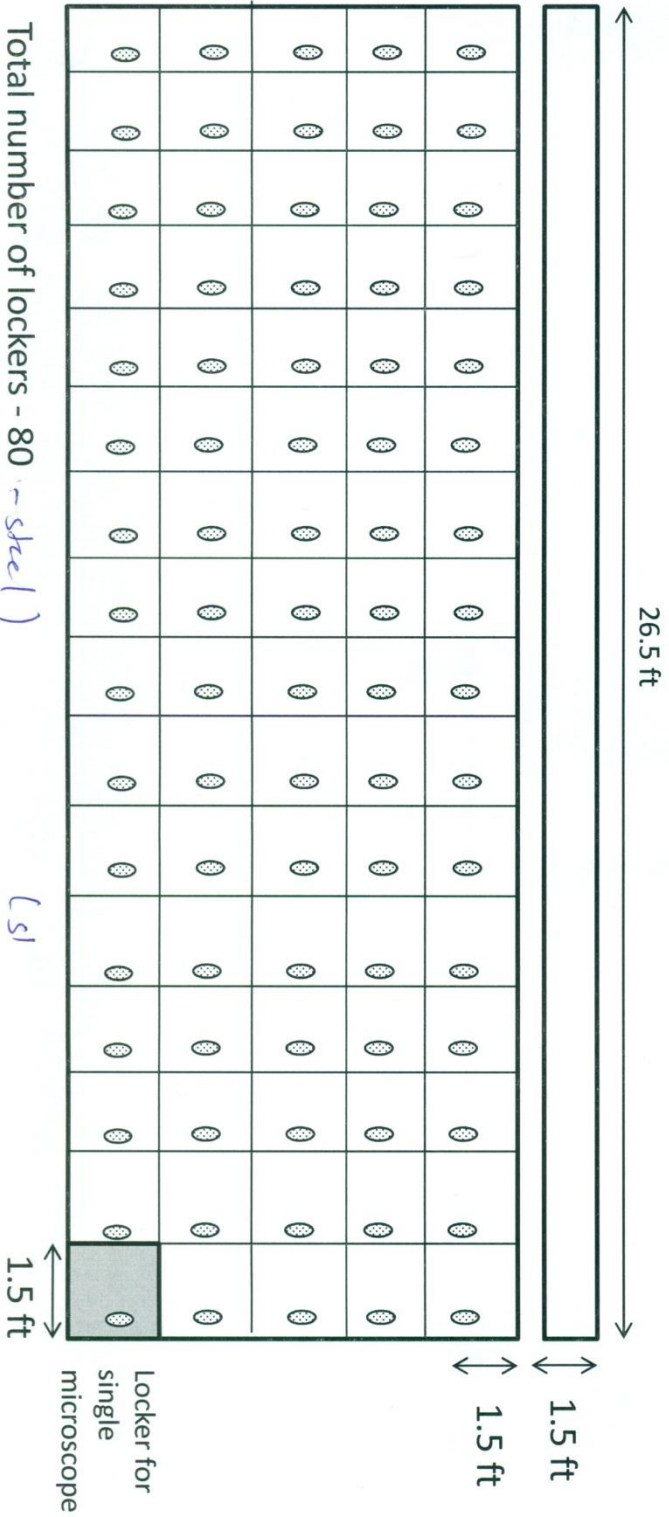 26.5 ft
1.5 ft
1.5 ft
Locker for
single
microscope
1.5 ft
Total number of lockers - 80 - steel )